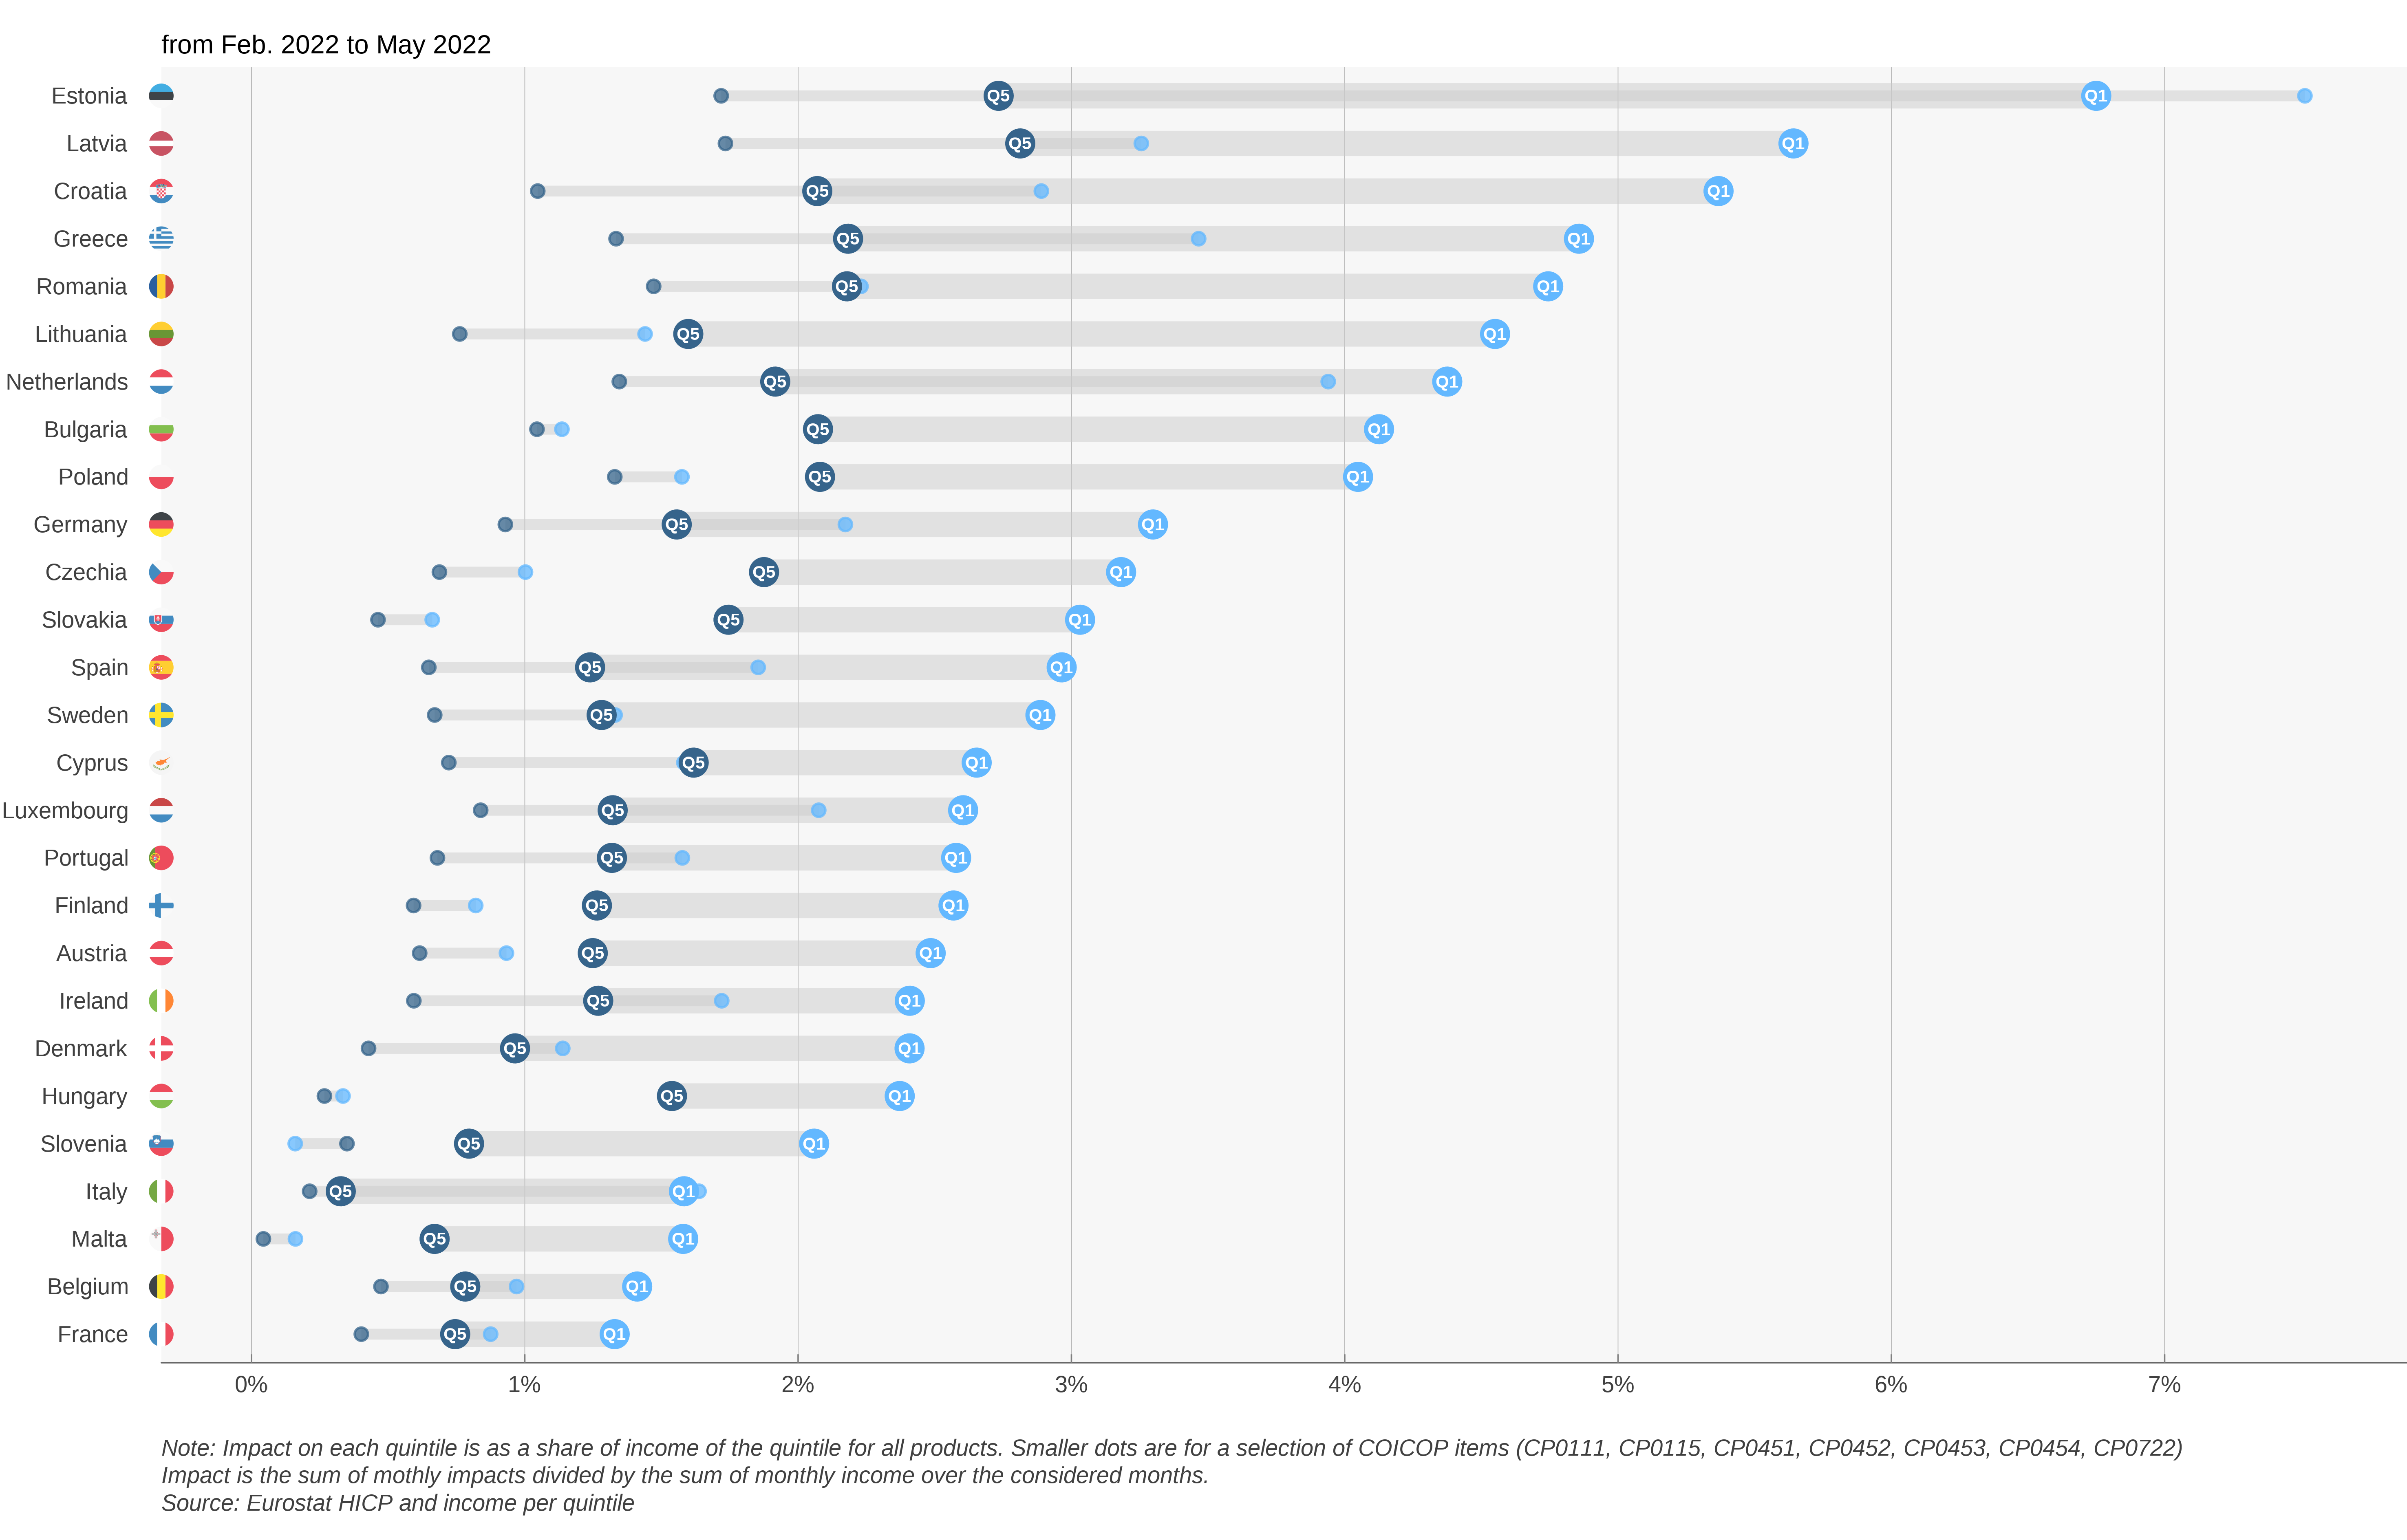 from Feb. 2022 to May 2022
Estonia Q5 Q1
Latvia Q5 Q1
Croatia Q5 Q1
Greece Q5 Q1
Romania Q5 Q1
Lithuania Q5 Q1
Netherlands Q5 Q1
Bulgaria Q5 Q1
Poland Q5 Q1
Germany Q5 Q1
Czechia Q5 Q1
Slovakia Q5 Q1
Spain Q5 Q1
Sweden Q5 Q1
Cyprus Q5 Q1
Luxembourg Q5 Q1
Portugal Q5 Q1
Finland Q5 Q1
Austria Q5 Q1
Ireland Q5 Q1
Denmark Q5 Q1
Hungary Q5 Q1
Slovenia Q5 Q1
Italy Q5 Q1
Malta Q5 Q1
Belgium Q5 Q1
France Q5 Q1
0% 1% 2% 3% 4% 5% 6% 7%
Note: Impact on each quintile is as a share of income of the quintile for all products. Smaller dots are for a selection of COICOP items (CP0111, CP0115, CP0451, CP0452, CP0453, CP0454, CP0722)
Impact is the sum of mothly impacts divided by the sum of monthly income over the considered months.
Source: Eurostat HICP and income per quintile